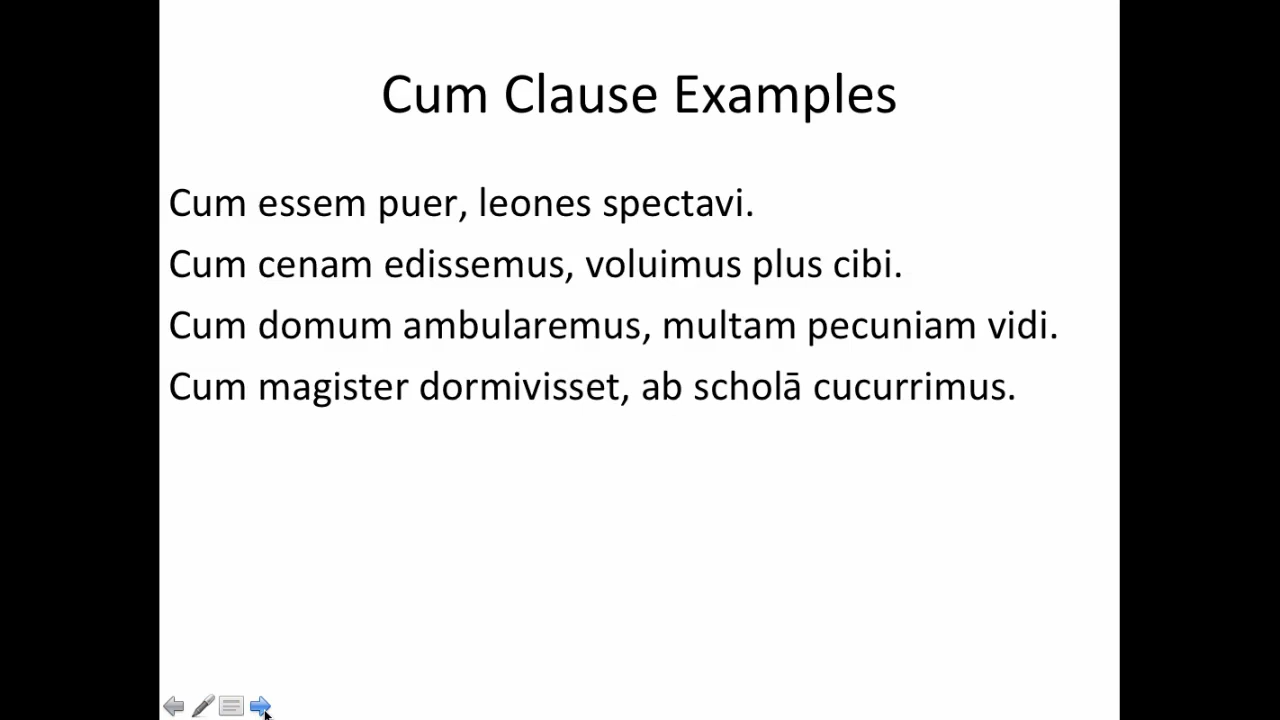 Cum Clause Examples
Cum essem puer, leones spectavi.
Cum cenam edissemus, voluimus plus cibi.
Cum domum ambularemus, multam pecuniam vidi.
Cum magister dormivisset, ab scholā cucurrimus.